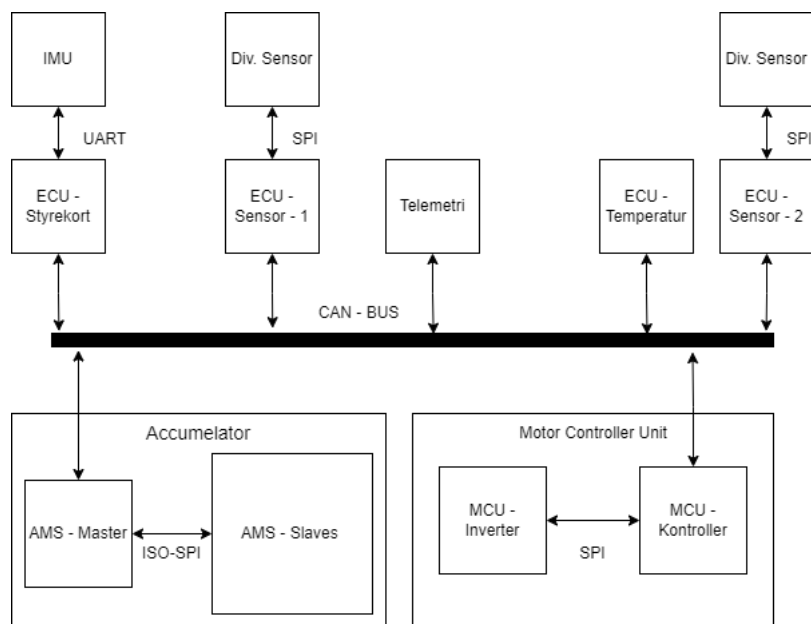 IMU
Div. Sensor
Div. Sensor
UART
SPI
SPI
ECU -
Styrekort
ECU -
Sensor - 1
Telemetri
ECU -
Temperatur
ECU -
Sensor - 2
CAN - BUS
Accumelator
Motor Controller Unit
AMS - Master
ISO-SPI
AMS - Slaves
MCU -
Inverter
SPI
MCU -
Kontroller